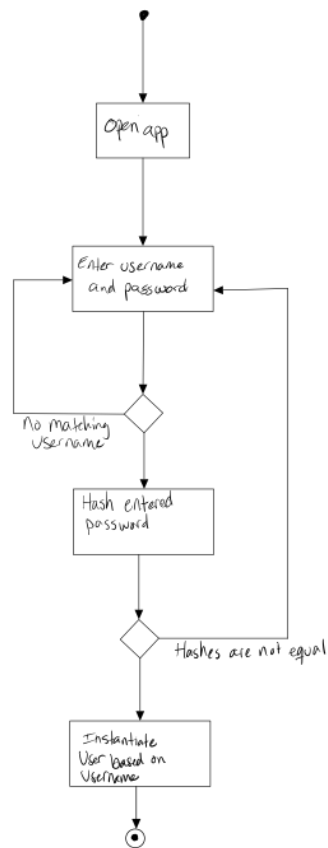 Open app
Enter username
and password
No matching
Username
Hash entered
password
Hashes are not equal
Instantiate
User based on
Username